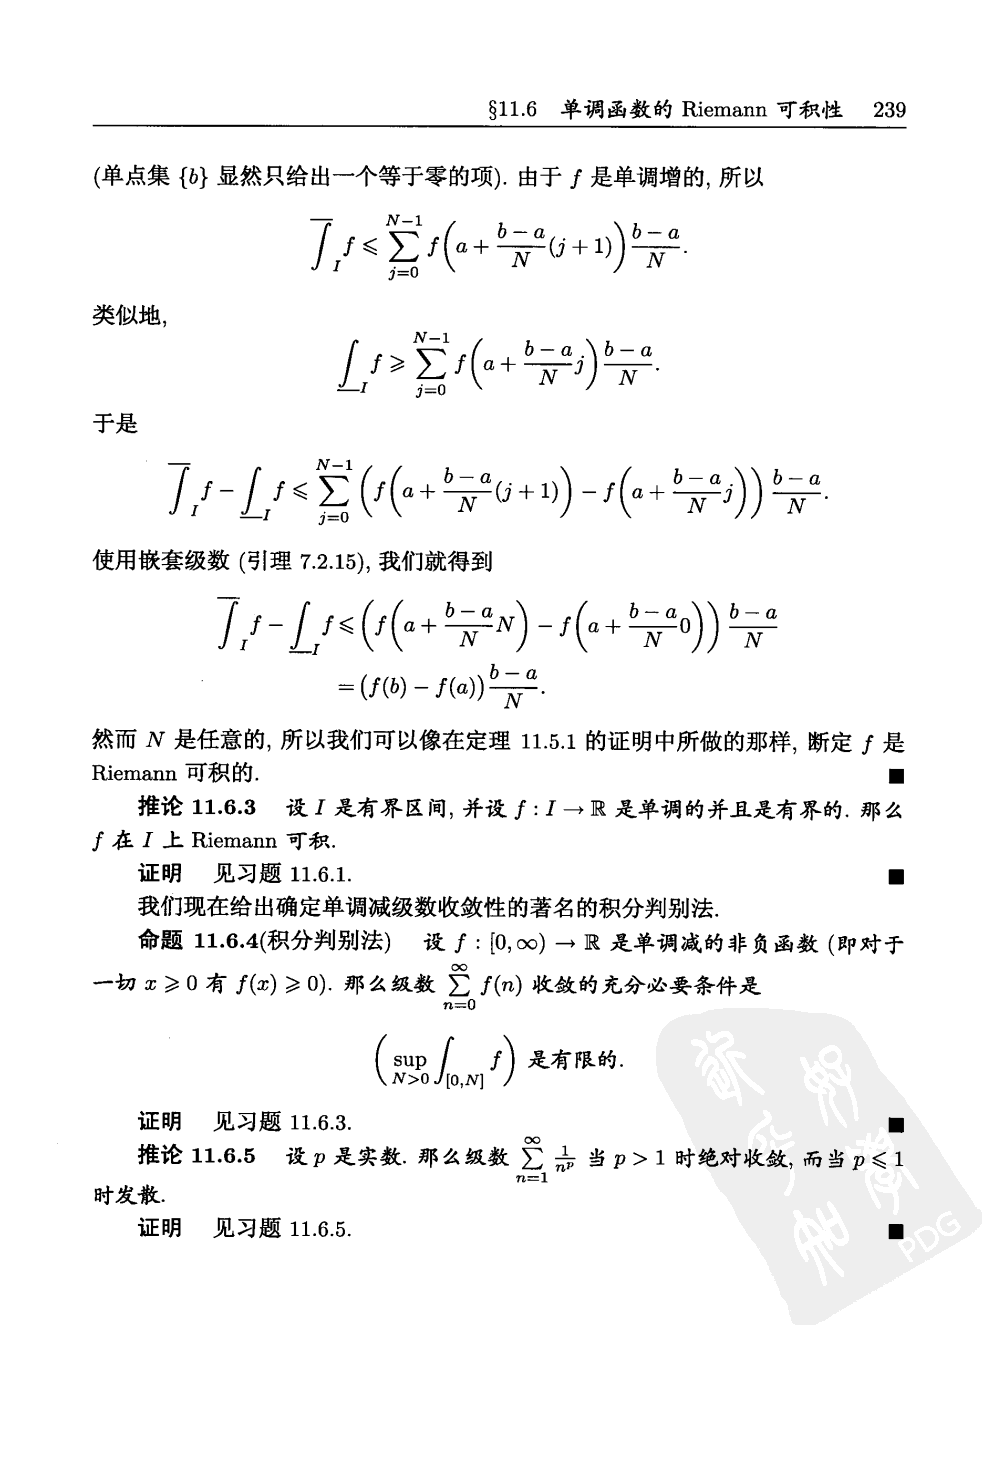 §11.6 单调函数的 Riemann 可积性 239
(单点集 {b} 显然只给出一个等于零的项). 由于 f 是单调增的, 所以
$\overline{\int}_I f \leqslant \sum_{j=0}^{N-1} f\left(a + \frac{b-a}{N}(j+1)\right)\frac{b-a}{N}.$
类似地,
$\underline{\int}_I f \geqslant \sum_{j=0}^{N-1} f\left(a + \frac{b-a}{N}j\right)\frac{b-a}{N}.$
于是
$\overline{\int}_I f - \underline{\int}_I f \leqslant \sum_{j=0}^{N-1} \left(f\left(a + \frac{b-a}{N}(j+1)\right) - f\left(a + \frac{b-a}{N}j\right)\right)\frac{b-a}{N}.$
使用嵌套级数 (引理 7.2.15), 我们就得到
$\overline{\int}_I f - \underline{\int}_I f \leqslant \left(f\left(a + \frac{b-a}{N}N\right) - f\left(a + \frac{b-a}{N}0\right)\right)\frac{b-a}{N}$
$= (f(b) - f(a))\frac{b-a}{N}.$
然而 N 是任意的, 所以我们可以像在定理 11.5.1 的证明中所做的那样, 断定 f 是
Riemann 可积的. ■
推论 11.6.3 设 I 是有界区间, 并设 f : I → ℝ 是单调的并且是有界的. 那么
f 在 I 上 Riemann 可积.
证明 见习题 11.6.1. ■
我们现在给出确定单调减级数收敛性的著名的积分判别法.
命题 11.6.4(积分判别法) 设 f : [0, ∞) → ℝ 是单调减的非负函数 (即对于
一切 x ⩾ 0 有 f(x) ⩾ 0). 那么级数 $\sum_{n=0}^{\infty} f(n)$ 收敛的充分必要条件是
$\left(\sup_{N>0} \int_{[0,N]} f\right)$ 是有限的.
证明 见习题 11.6.3. ■
推论 11.6.5 设 p 是实数. 那么级数 $\sum_{n=1}^{\infty} \frac{1}{n^p}$ 当 p > 1 时绝对收敛, 而当 p ⩽ 1
时发散.
证明 见习题 11.6.5. ■
PDG